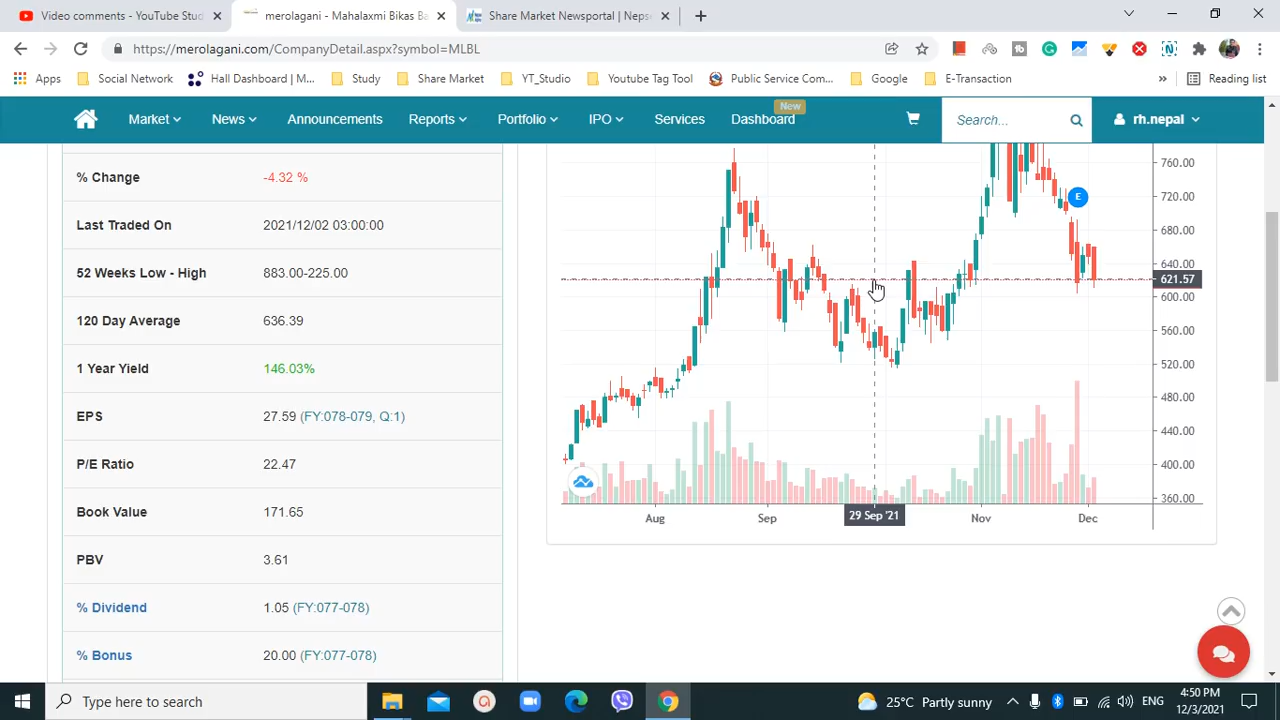 Video comments - YouTube Stud
merolagani - Mahalaxmi Bikas Ba
Share Market Newsportal | Neps
https://merolagani.com/CompanyDetail.aspx?symbol=MLBL
Apps
Social Network
Hall Dashboard | M...
Study
Share Market
YT_Studio
Youtube Tag Tool
Public Service Com...
Google
E-Transaction
»
Reading list
Market
News
Announcements
Reports
Portfolio
IPO
Services
New
Dashboard
Search...
rh.nepal
% Change -4.32 %
Last Traded On 2021/12/02 03:00:00
52 Weeks Low - High 883.00-225.00
120 Day Average 636.39
1 Year Yield 146.03%
EPS 27.59 (FY:078-079, Q:1)
P/E Ratio 22.47
Book Value 171.65
PBV 3.61
% Dividend 1.05 (FY:077-078)
% Bonus 20.00 (FY:077-078)
E
760.00
720.00
680.00
640.00
621.57
600.00
560.00
520.00
480.00
440.00
400.00
360.00
Aug Sep 29 Sep '21 Nov Dec
Type here to search
25°C Partly sunny
ENG
4:50 PM
12/3/2021